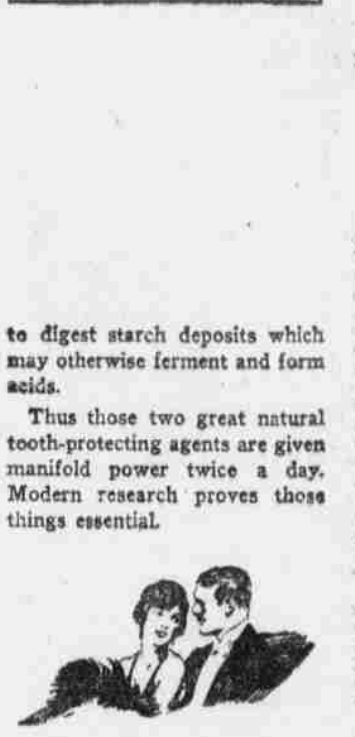 to digest starch deposits which
may otherwise ferment and form
acids.
Thus those two great natural
tooth-protecting agents are given
manifold power twice a day.
Modern research proves those
things essential.